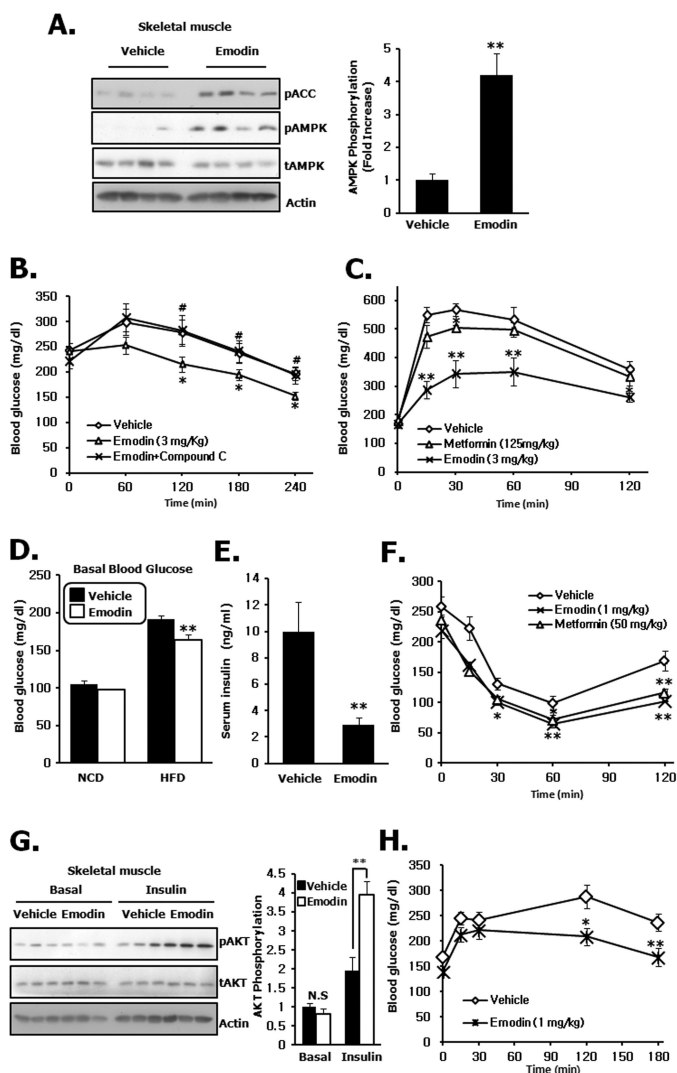 A.
Skeletal muscle
Vehicle Emodin
pACC
pAMPK
tAMPK
Actin
AMPK Phosphorylation
(Fold Increase)
5
4
3
2
1
0
**
Vehicle Emodin
B.
Blood glucose (mg/dl)
350
300
250
200
150
100
50
0
# # #
* * *
Vehicle
Emodin (3 mg/Kg)
Emodin+Compound C
0 60 120 180 240
Time (min)
C.
Blood glucose (mg/dl)
600
500
400
300
200
100
0
*
** ** **
*
Vehicle
Metformin (125mg/kg)
Emodin (3 mg/kg)
0 30 60 90 120
Time (min)
D.
Basal Blood Glucose
Blood glucose (mg/dl)
250
200
150
100
50
0
Vehicle
Emodin
**
NCD HFD
E.
Serum insulin (ng/ml)
14
12
10
8
6
4
2
0
**
Vehicle Emodin
F.
Blood glucose (mg/dl)
300
250
200
150
100
50
0
Vehicle
Emodin (1 mg/kg)
Metformin (50 mg/kg)
* * ** ** **
0 30 60 90 120
Time (min)
G.
Skeletal muscle
Basal Insulin
Vehicle Emodin Vehicle Emodin
pAKT
tAKT
Actin
AKT Phosphorylation
4.5
4
3.5
3
2.5
2
1.5
1
0.5
0
**
Vehicle
Emodin
N.S
Basal Insulin
H.
Blood glucose (mg/dl)
350
300
250
200
150
100
50
0
* **
Vehicle
Emodin (1 mg/kg)
0 30 60 90 120 150 180
Time (min)